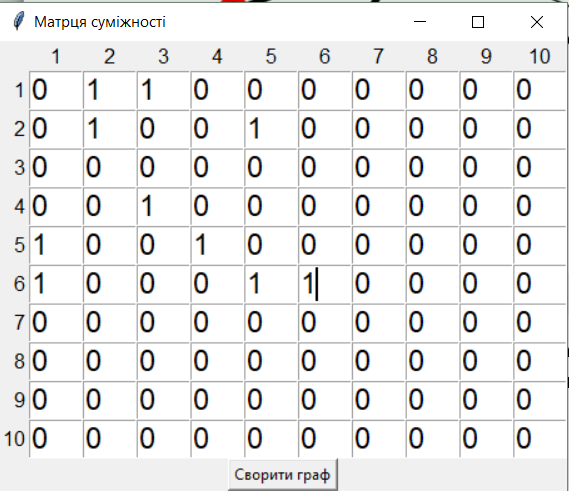 Матрця суміжності
1 2 3 4 5 6 7 8 9 10
1 0 1 1 0 0 0 0 0 0 0
2 0 1 0 0 1 0 0 0 0 0
3 0 0 0 0 0 0 0 0 0 0
4 0 0 1 0 0 0 0 0 0 0
5 1 0 0 1 0 0 0 0 0 0
6 1 0 0 0 1 1 0 0 0 0
7 0 0 0 0 0 0 0 0 0 0
8 0 0 0 0 0 0 0 0 0 0
9 0 0 0 0 0 0 0 0 0 0
10 0 0 0 0 0 0 0 0 0 0
Сворити граф